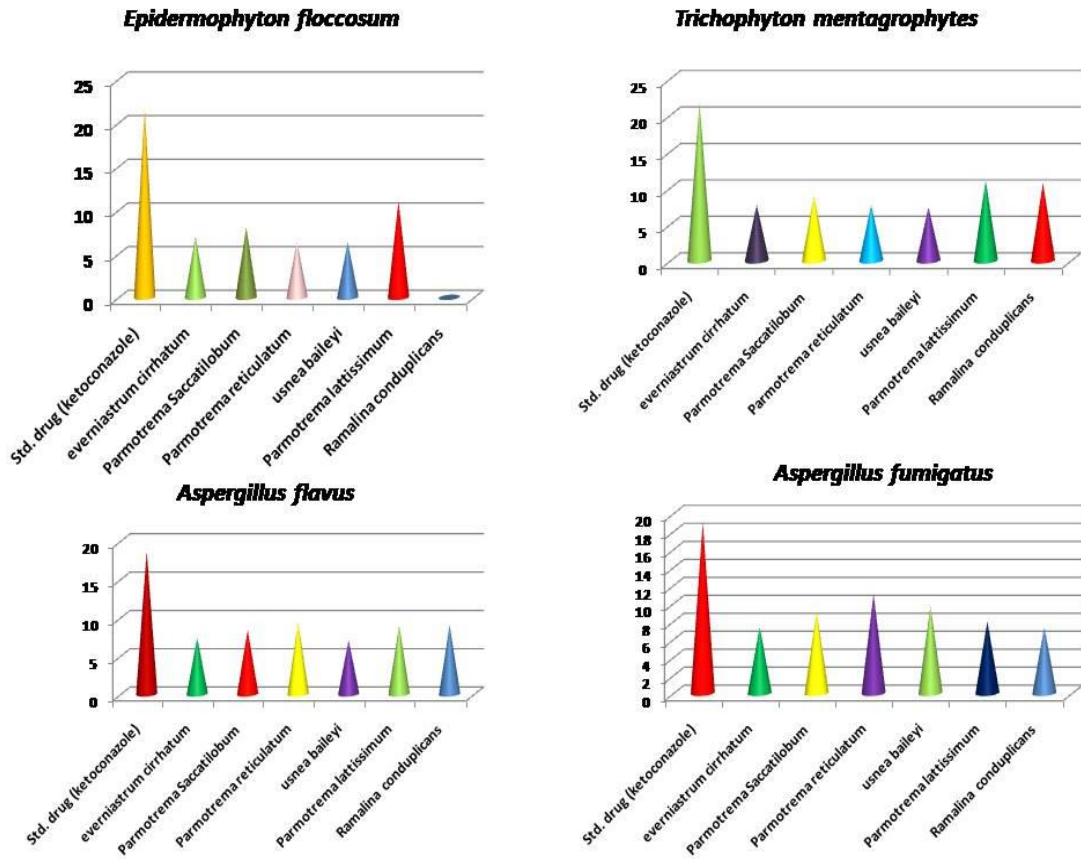 Epidermophyton floccosum
25
20
15
10
5
0
Std. drug (ketoconazole)
everniastrum cirrhatum
Parmotrema Saccatilobum
Parmotrema reticulatum
usnea baileyi
Parmotrema lattissimum
Ramalina conduplicans
Trichophyton mentagrophytes
25
20
15
10
5
0
Std. drug (ketoconazole)
everniastrum cirrhatum
Parmotrema Saccatilobum
Parmotrema reticulatum
usnea baileyi
Parmotrema lattissimum
Ramalina conduplicans
Aspergillus flavus
20
15
10
5
0
Std. drug (ketoconazole)
everniastrum cirrhatum
Parmotrema Saccatilobum
Parmotrema reticulatum
usnea baileyi
Parmotrema lattissimum
Ramalina conduplicans
Aspergillus fumigatus
20
18
16
14
12
10
8
6
4
2
0
Std. drug (ketoconazole)
everniastrum cirrhatum
Parmotrema Saccatilobum
Parmotrema reticulatum
usnea baileyi
Parmotrema lattissimum
Ramalina conduplicans